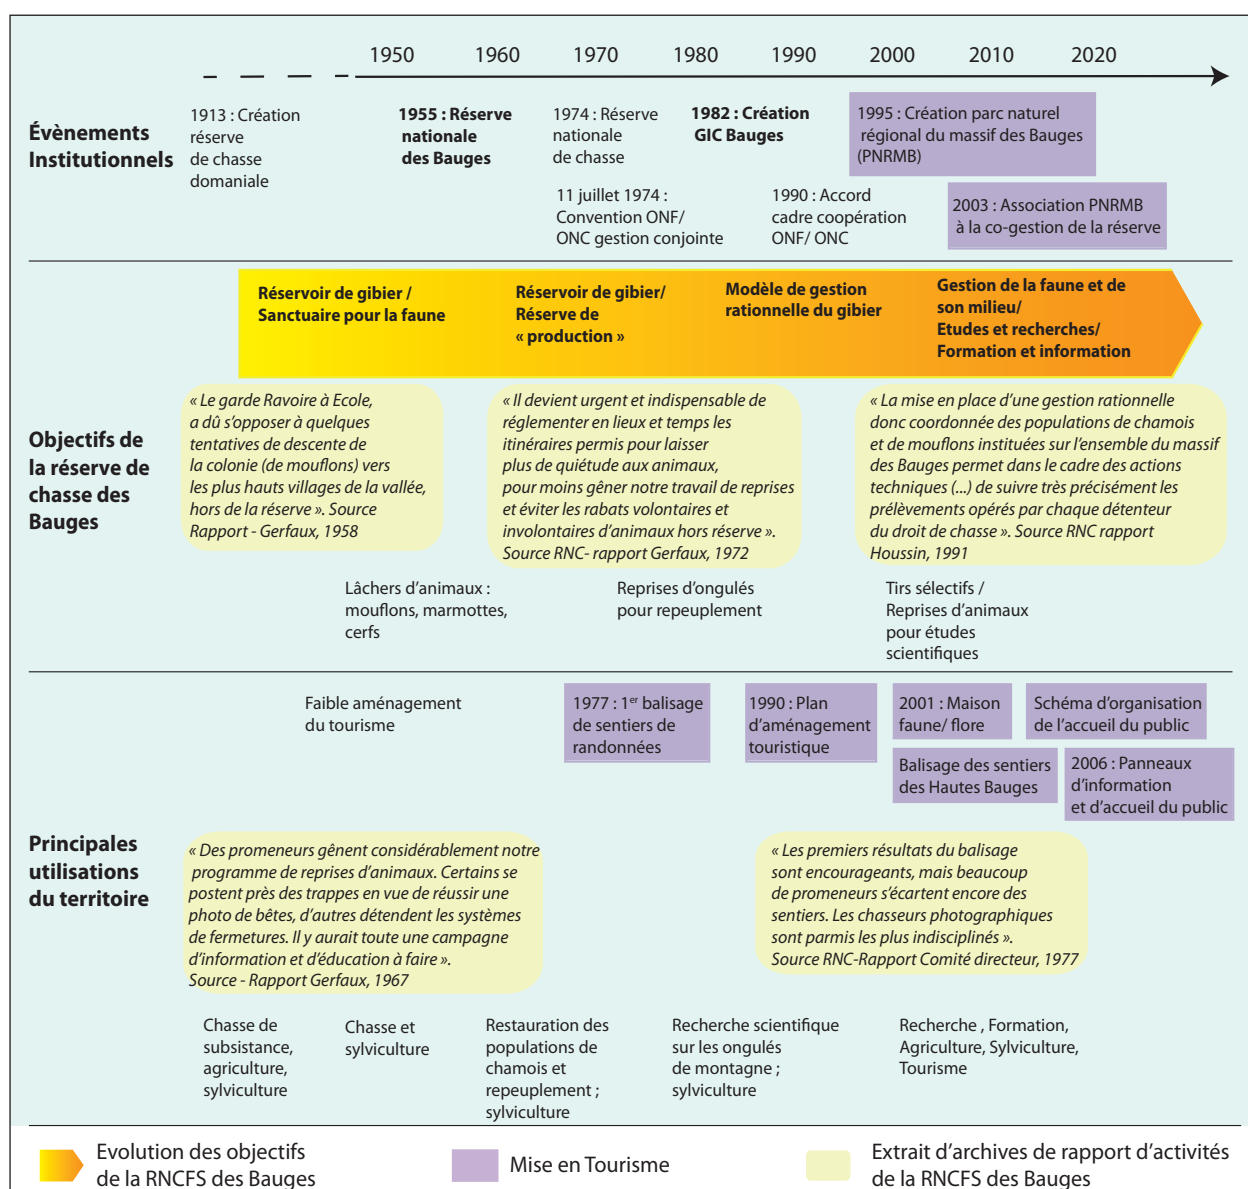 1950 1960 1970 1980 1990 2000 2010 2020
Évènements
Institutionnels
1913 : Création
réserve
de chasse
domaniale
1955 : Réserve
nationale
des Bauges
1974 : Réserve
nationale
de chasse
1982 : Création
GIC Bauges
1995 : Création parc naturel
régional du massif des Bauges
(PNRMB)
11 juillet 1974 :
Convention ONF/
ONC gestion conjointe
1990 : Accord
cadre coopération
ONF/ ONC
2003 : Association PNRMB
à la co-gestion de la réserve
Objectifs de
la réserve de
chasse des
Bauges
Réservoir de gibier /
Sanctuaire pour la faune
Réservoir de gibier/
Réserve de
« production »
Modèle de gestion
rationnelle du gibier
Gestion de la faune et de
son milieu/
Etudes et recherches/
Formation et information
« Le garde Ravoire à Ecole,
a dû s’opposer à quelques
tentatives de descente de
la colonie (de mouflons) vers
les plus hauts villages de la vallée,
hors de la réserve ». Source
Rapport - Gerfaux, 1958
« Il devient urgent et indispensable de
réglementer en lieux et temps les
itinéraires permis pour laisser
plus de quiétude aux animaux,
pour moins gêner notre travail de reprises
et éviter les rabats volontaires et
involontaires d’animaux hors réserve ».
Source RNC- rapport Gerfaux, 1972
« La mise en place d’une gestion rationnelle
donc coordonnée des populations de chamois
et de mouflons instituées sur l’ensemble du massif
des Bauges permet dans le cadre des actions
techniques (...) de suivre très précisément les
prélèvements opérés par chaque détenteur
du droit de chasse ». Source RNC rapport
Houssin, 1991
Lâchers d’animaux :
mouflons, marmottes,
cerfs
Reprises d’ongulés
pour repeuplement
Tirs sélectifs /
Reprises d’animaux
pour études
scientifiques
Principales
utilisations
du territoire
Faible aménagement
du tourisme
1977 : 1er balisage
de sentiers de
randonnées
1990 : Plan
d’aménagement
touristique
2001 : Maison
faune/ flore
Schéma d’organisation
de l’accueil du public
Balisage des sentiers
des Hautes Bauges
2006 : Panneaux
d’information
et d’accueil du public
« Des promeneurs gênent considérablement notre
programme de reprises d’animaux. Certains se
postent près des trappes en vue de réussir une
photo de bêtes, d’autres détendent les systèmes
de fermetures. Il y aurait toute une campagne
d’information et d’éducation à faire ».
Source - Rapport Gerfaux, 1967
« Les premiers résultats du balisage
sont encourageants, mais beaucoup
de promeneurs s’écartent encore des
sentiers. Les chasseurs photographiques
sont parmis les plus indisciplinés ».
Source RNC-Rapport Comité directeur, 1977
Chasse de
subsistance,
agriculture,
sylviculture
Chasse et
sylviculture
Restauration des
populations de
chamois et
repeuplement ;
sylviculture
Recherche scientifique
sur les ongulés
de montagne ;
sylviculture
Recherche , Formation,
Agriculture, Sylviculture,
Tourisme
Evolution des objectifs
de la RNCFS des Bauges
Mise en Tourisme
Extrait d’archives de rapport d’activités
de la RNCFS des Bauges